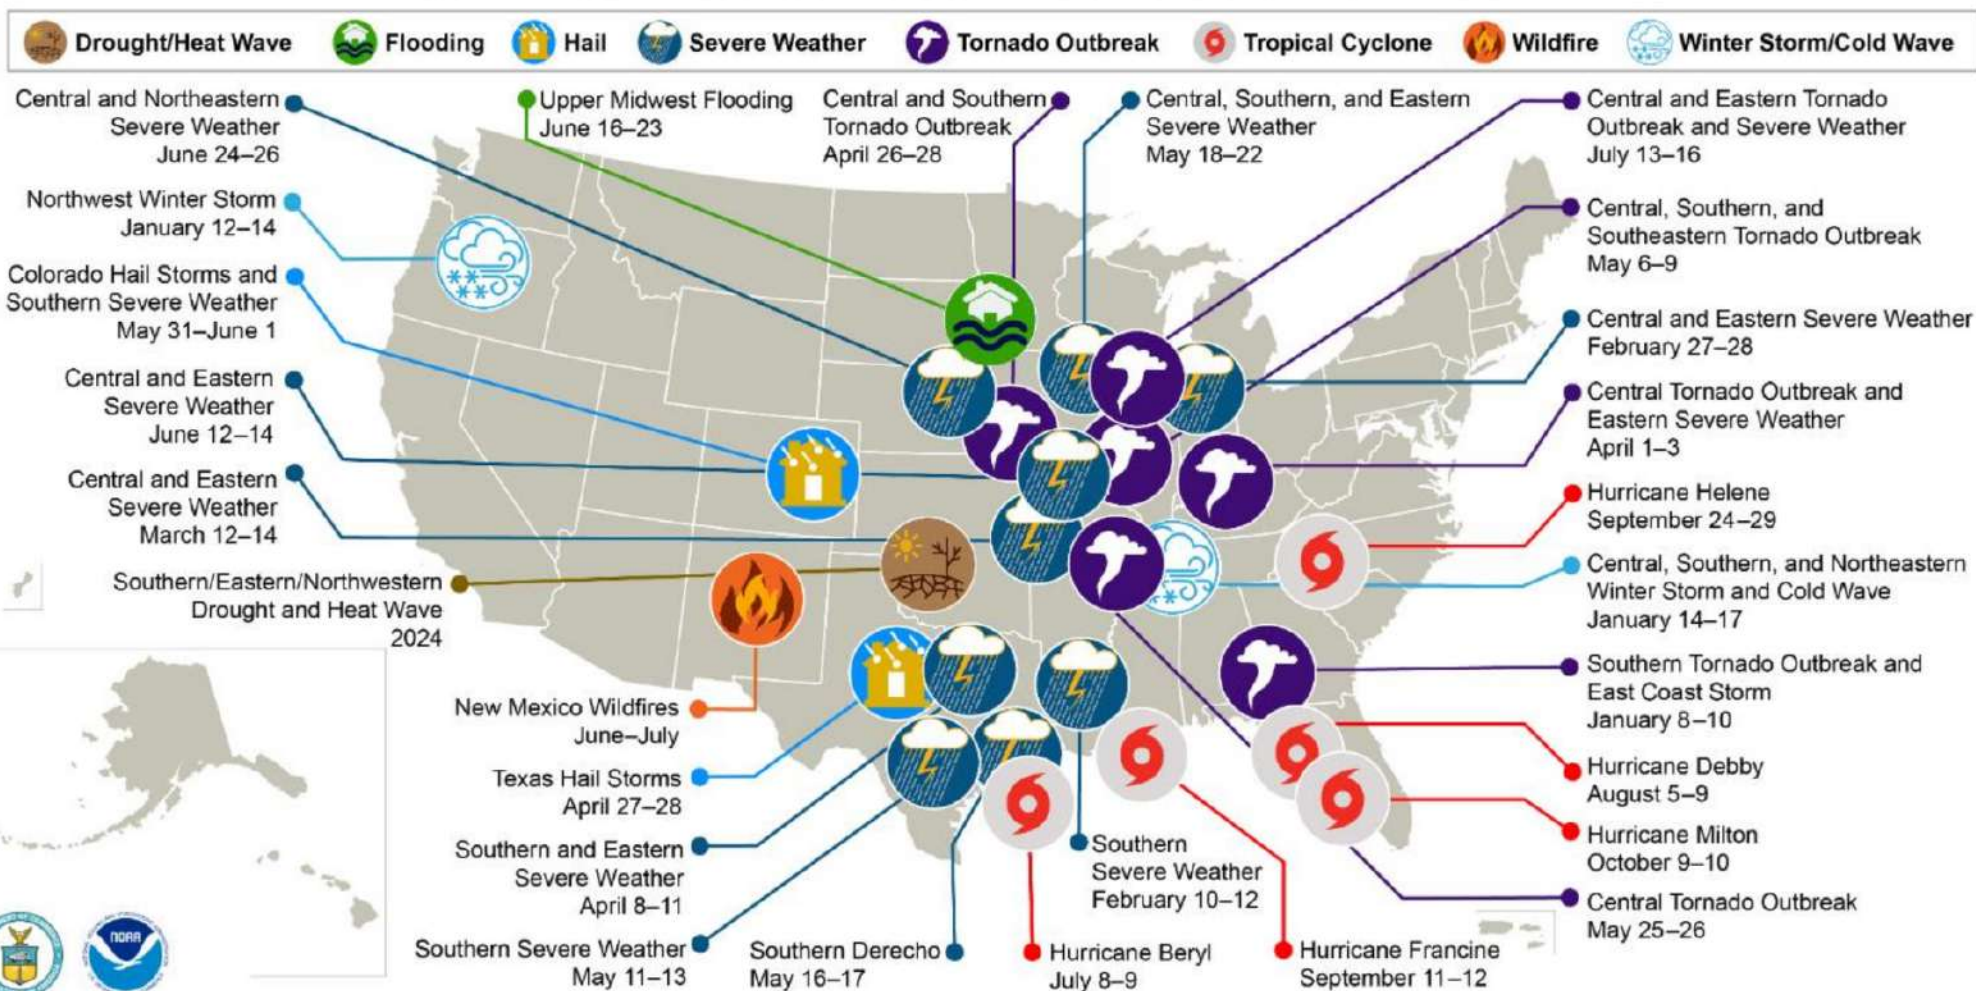 Drought/Heat Wave
Flooding
Hail
Severe Weather
Tornado Outbreak
Tropical Cyclone
Wildfire
Winter Storm/Cold Wave
Central and Northeastern
Severe Weather
June 24–26
Northwest Winter Storm
January 12–14
Colorado Hail Storms and
Southern Severe Weather
May 31–June 1
Central and Eastern
Severe Weather
June 12–14
Central and Eastern
Severe Weather
March 12–14
Southern/Eastern/Northwestern
Drought and Heat Wave
2024
Upper Midwest Flooding
June 16–23
Central and Southern
Tornado Outbreak
April 26–28
Central, Southern, and Eastern
Severe Weather
May 18–22
Central and Eastern Tornado
Outbreak and Severe Weather
July 13–16
Central, Southern, and
Southeastern Tornado Outbreak
May 6–9
Central and Eastern Severe Weather
February 27–28
Central Tornado Outbreak and
Eastern Severe Weather
April 1–3
Hurricane Helene
September 24–29
Central, Southern, and Northeastern
Winter Storm and Cold Wave
January 14–17
Southern Tornado Outbreak and
East Coast Storm
January 8–10
Hurricane Debby
August 5–9
Hurricane Milton
October 9–10
Central Tornado Outbreak
May 25–26
New Mexico Wildfires
June–July
Texas Hail Storms
April 27–28
Southern and Eastern
Severe Weather
April 8–11
Southern Severe Weather
May 11–13
Southern Derecho
May 16–17
Hurricane Beryl
July 8–9
Southern
Severe Weather
February 10–12
Hurricane Francine
September 11–12
NOAA